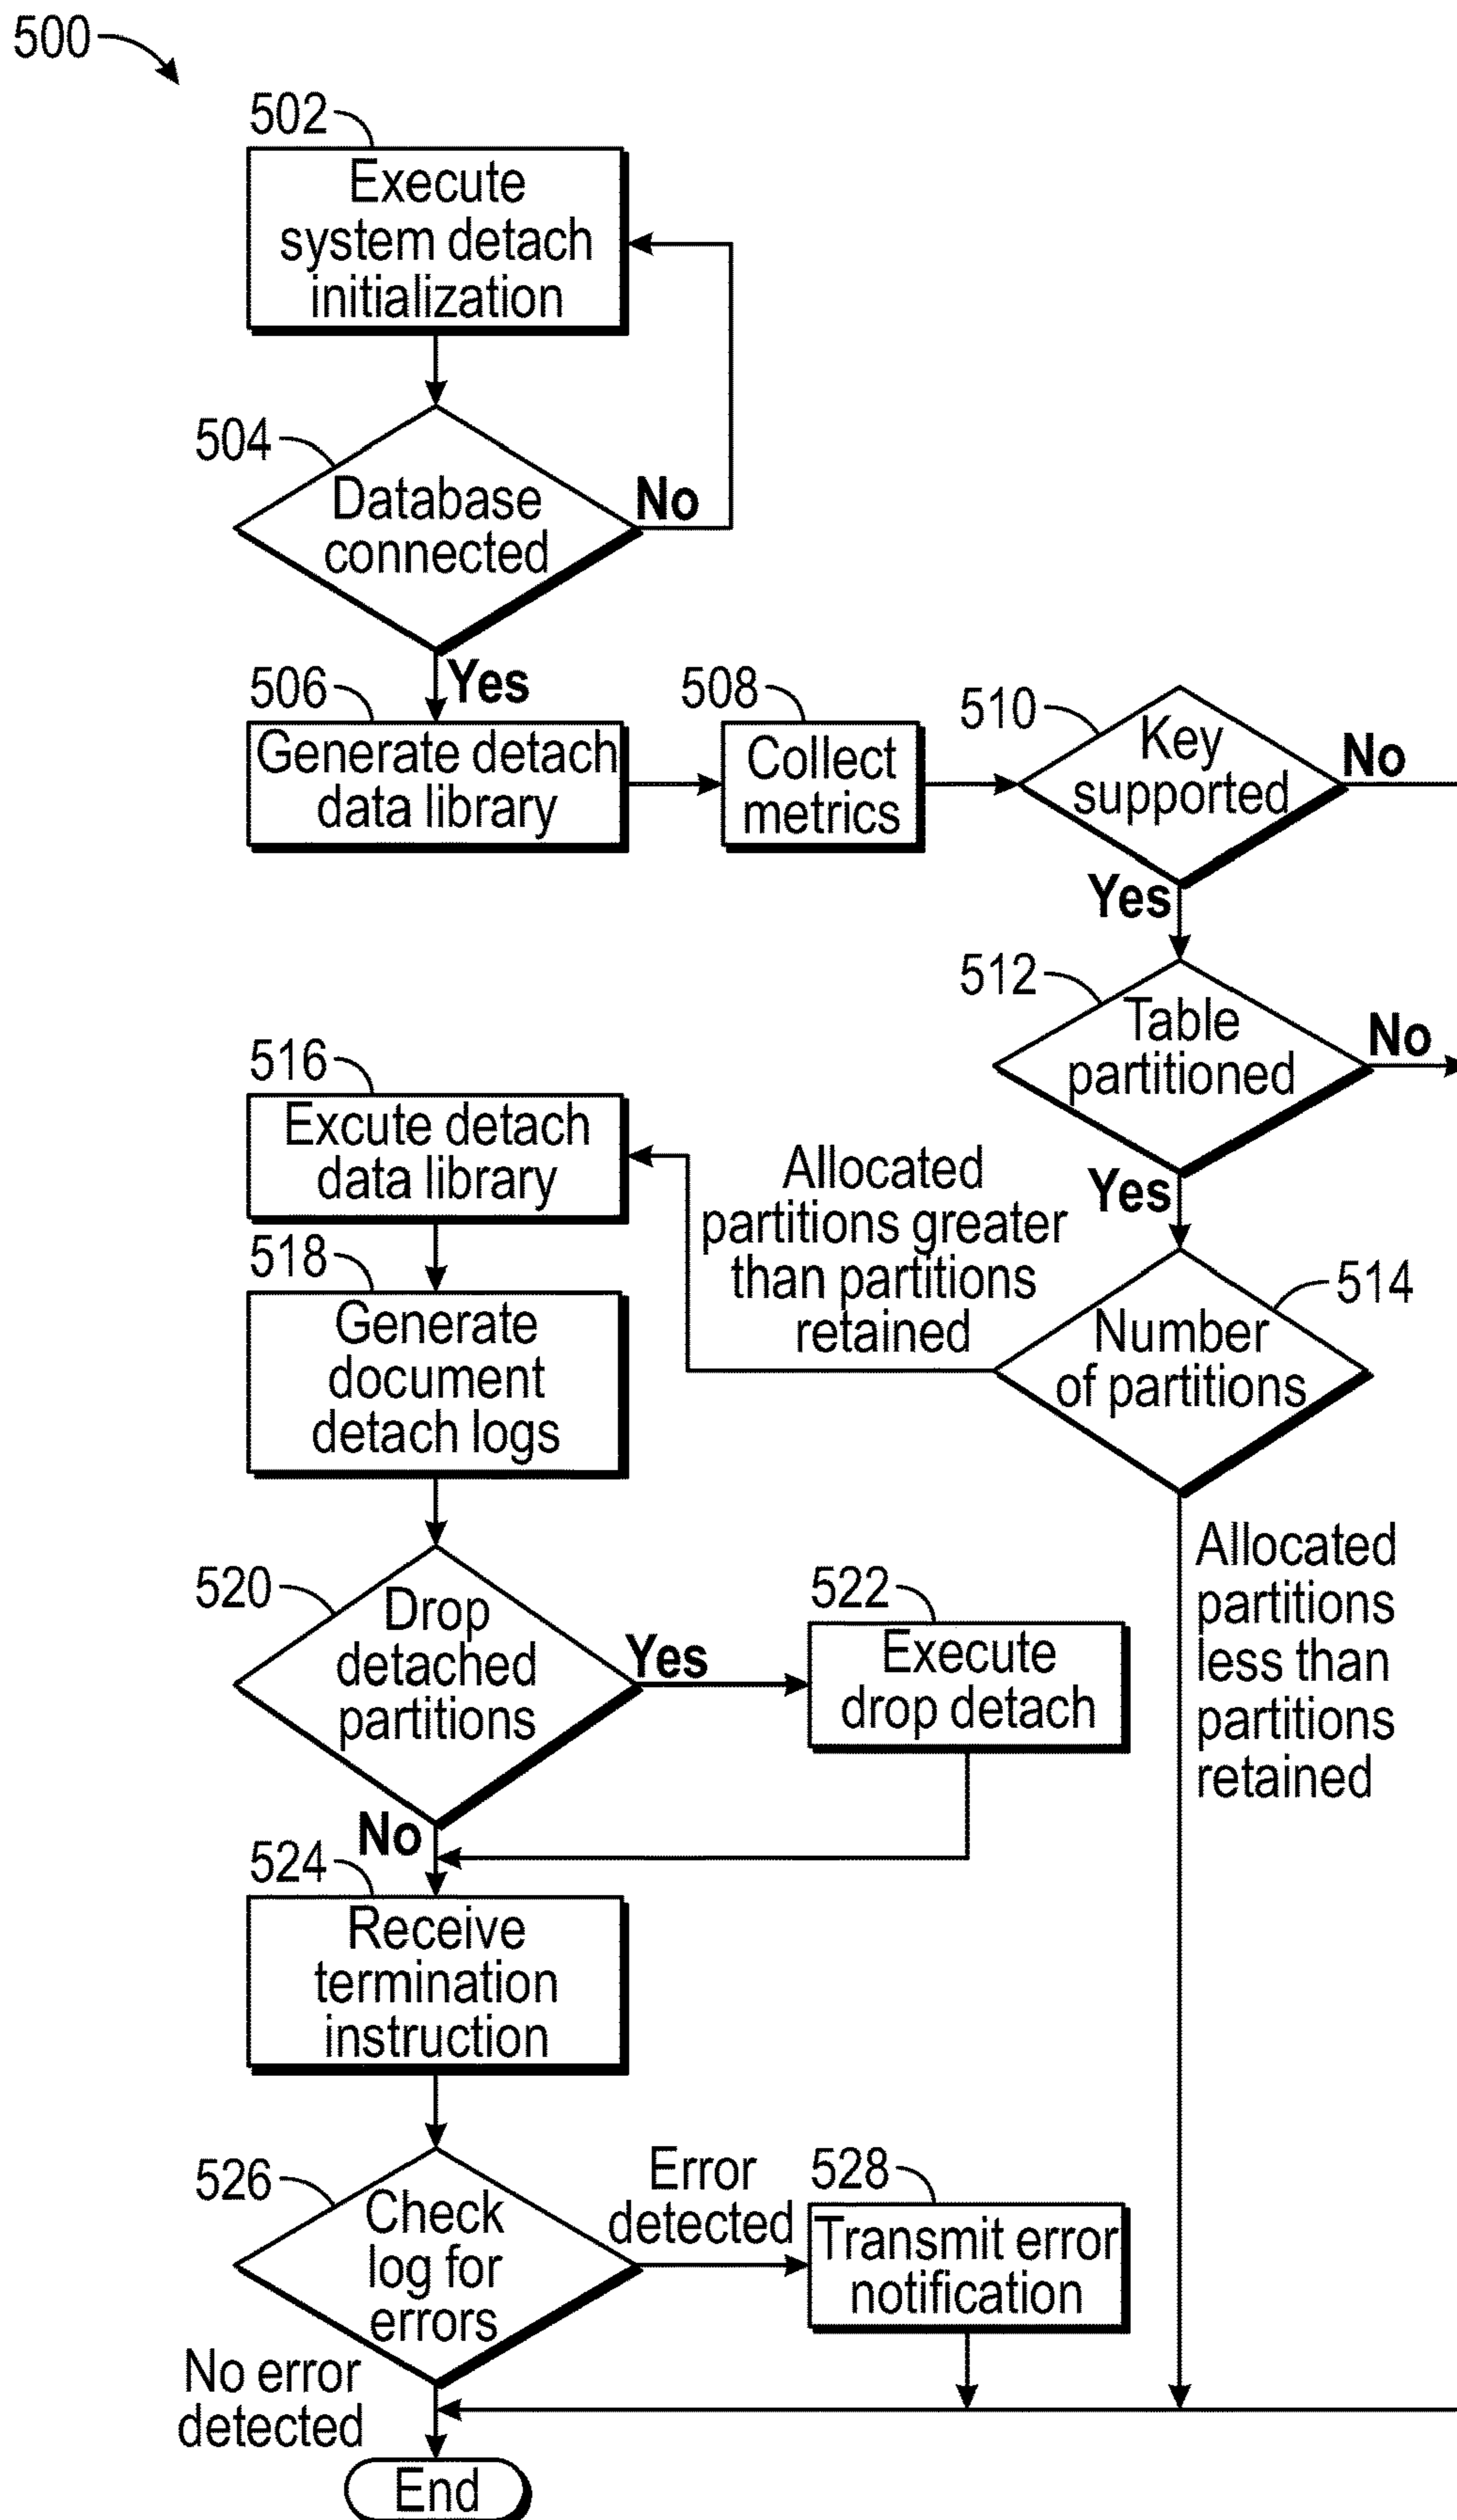 500
502
Execute
system detach
initialization
504
Database
connected
No
Yes
506
Generate detach
data library
508
Collect
metrics
510
Key
supported
No
Yes
512
Table
partitioned
No
Yes
514
Number
of partitions
Allocated
partitions greater
than partitions
retained
Allocated
partitions
less than
partitions
retained
516
Excute detach
data library
518
Generate
document
detach logs
520
Drop
detached
partitions
Yes
522
Execute
drop detach
No
524
Receive
termination
instruction
526
Check
log for
errors
Error
detected
528
Transmit error
notification
No error
detected
End